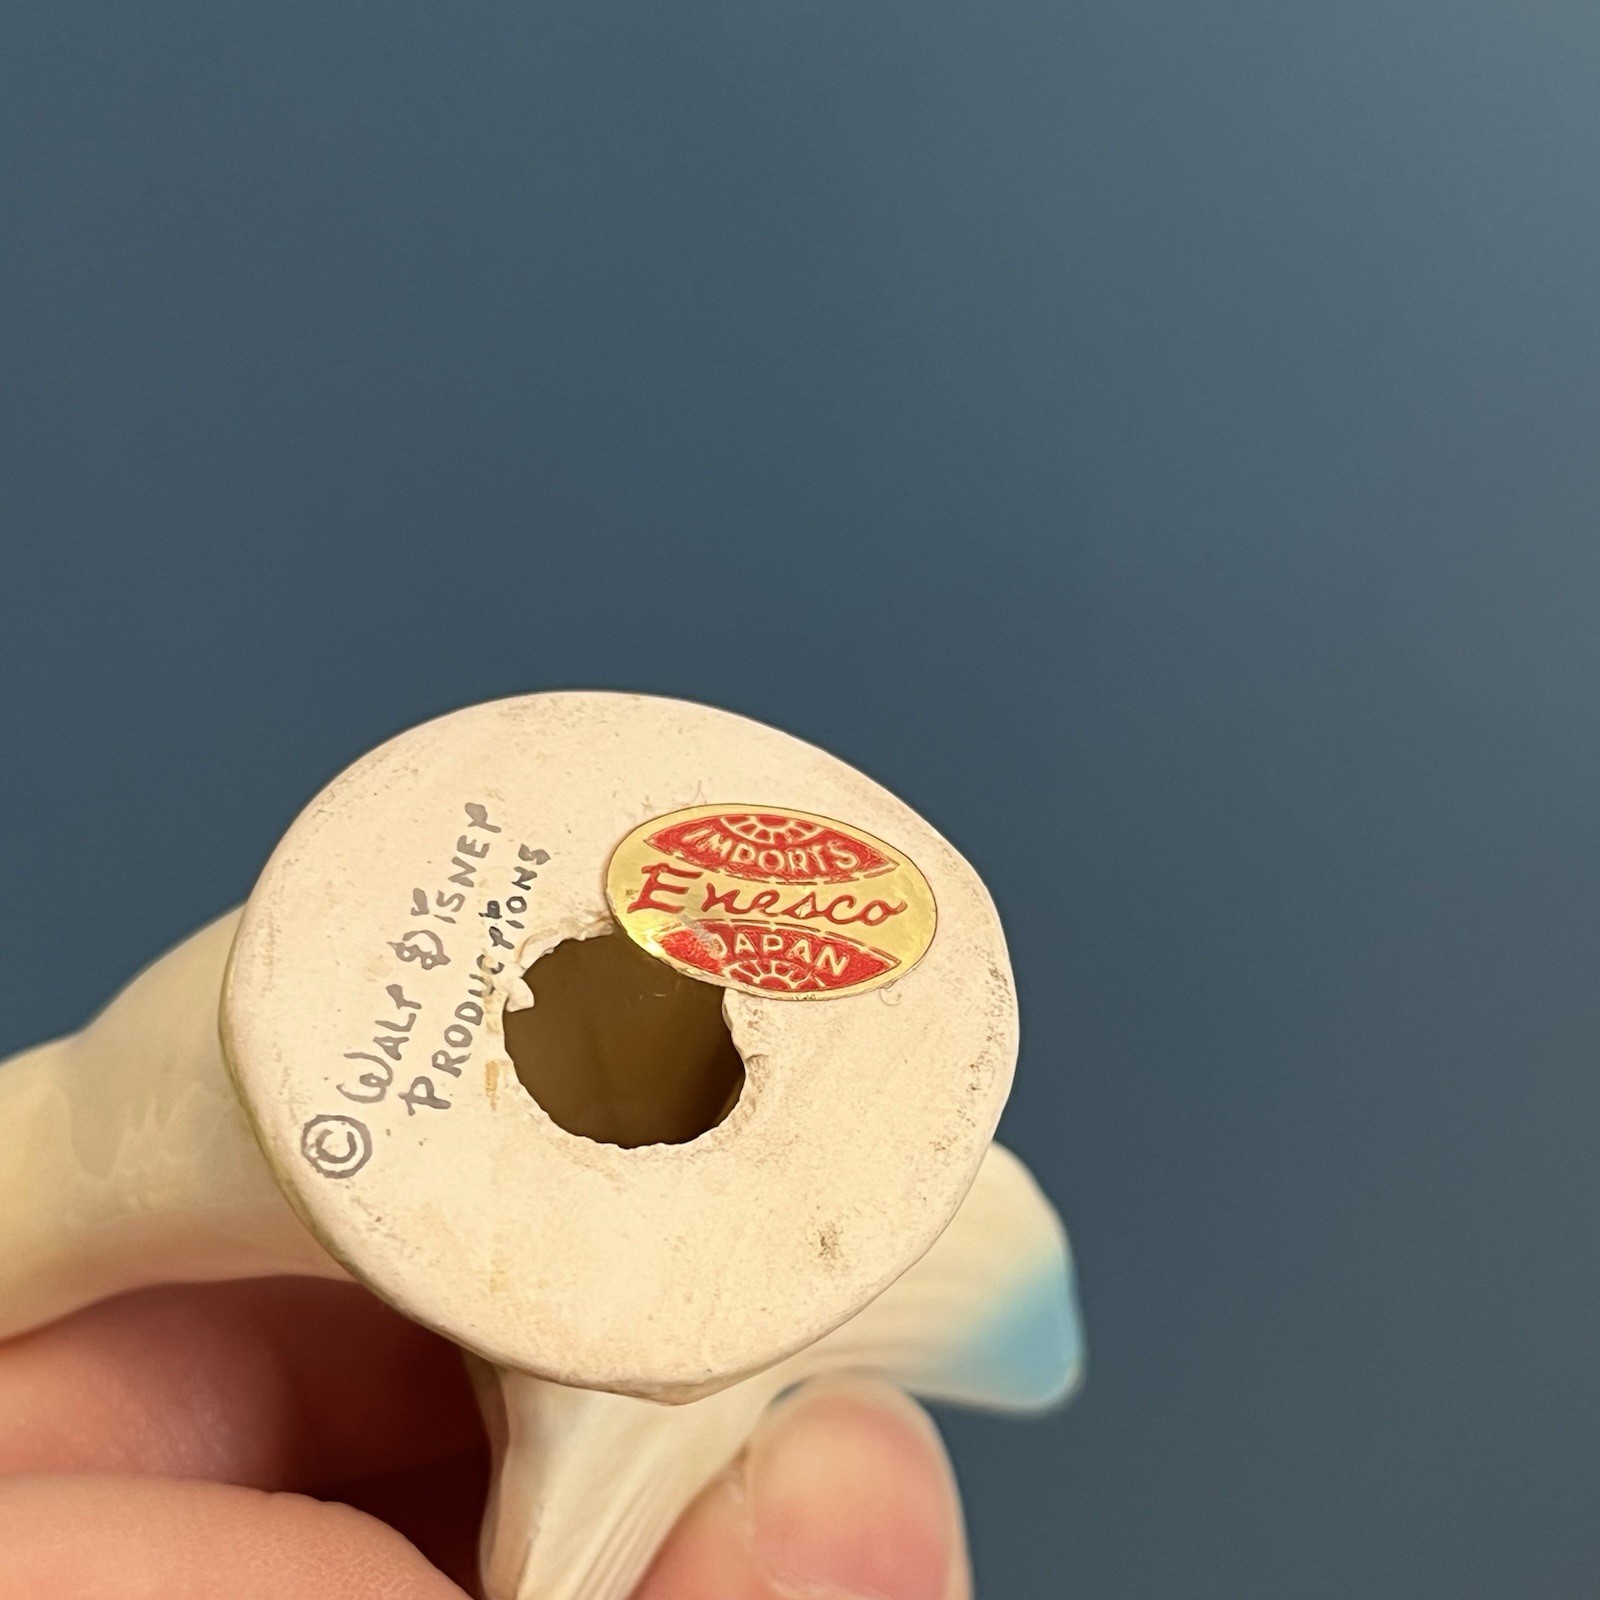 © WALT DISNEY
PRODUCTIONS
IMPORTS
Enesco
JAPAN